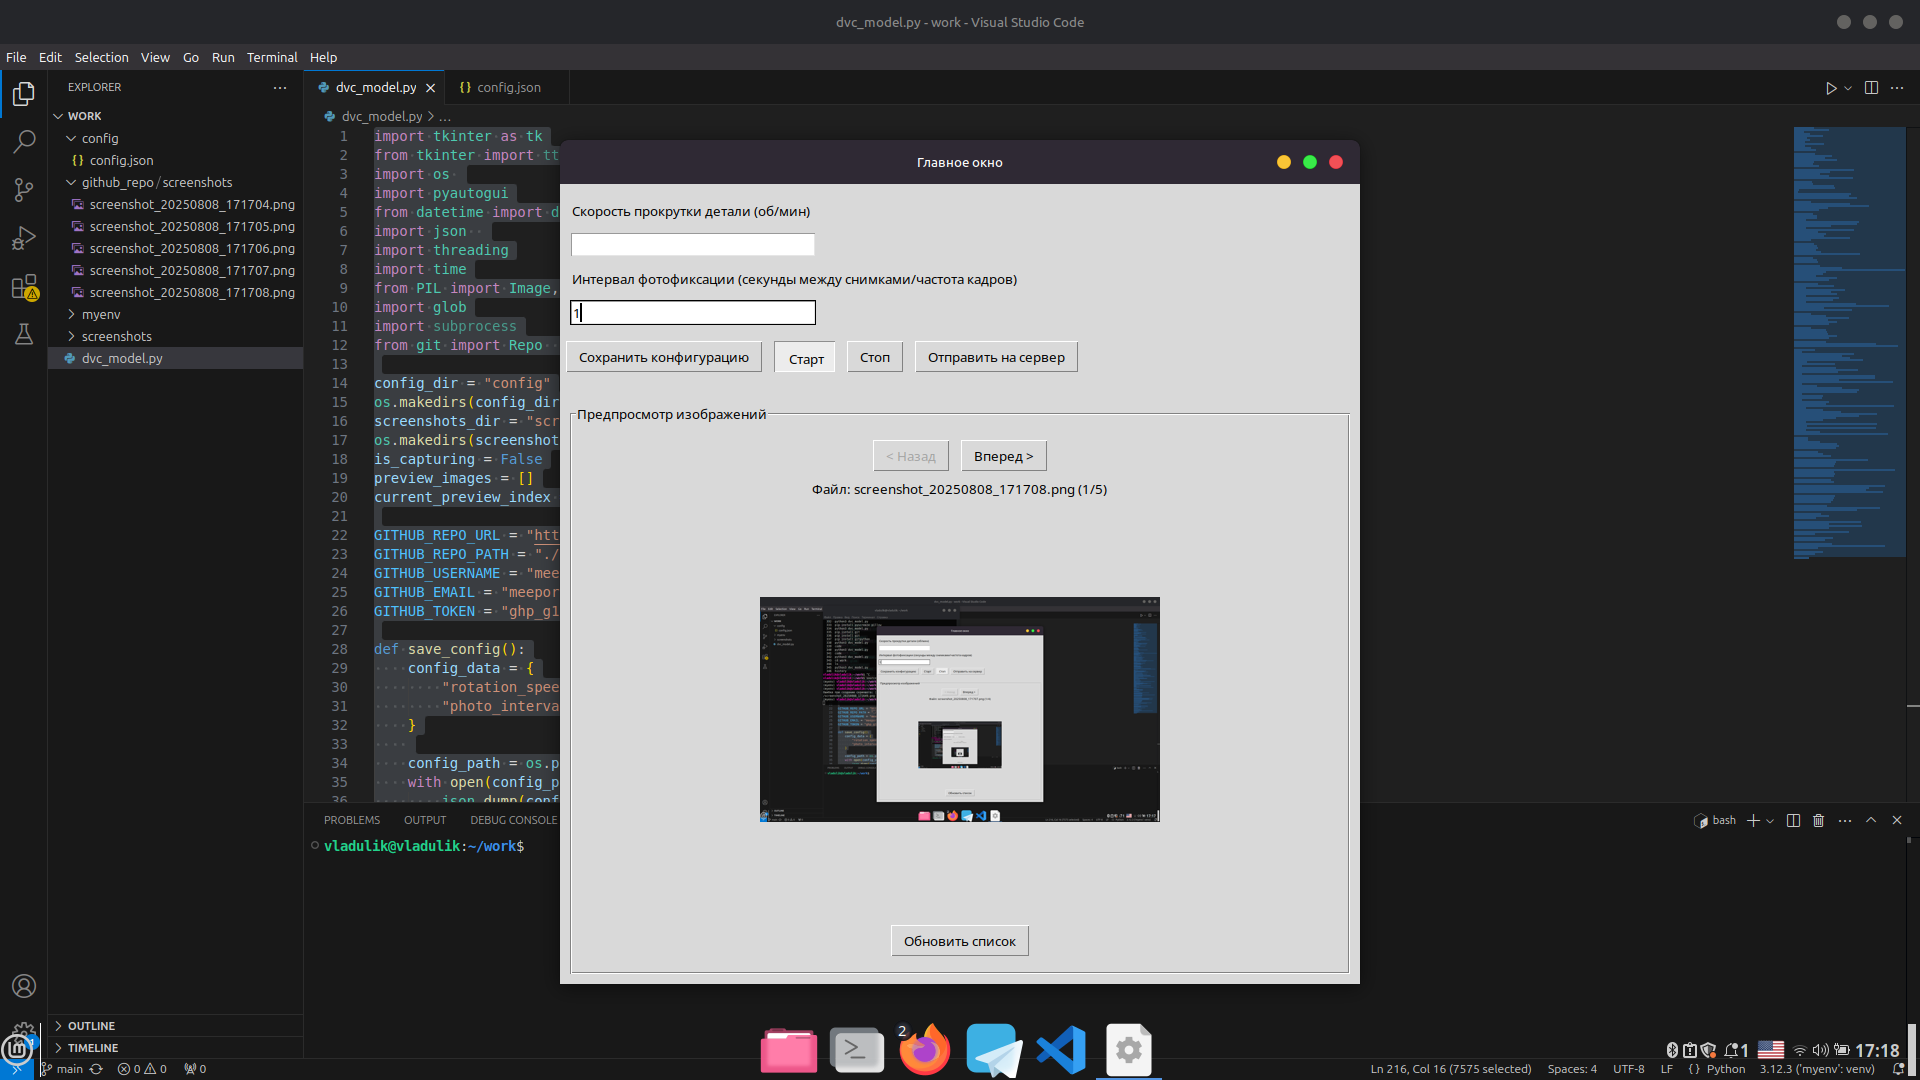 dvc_model.py - work - Visual Studio Code
File Edit Selection View Go Run Terminal Help
EXPLORER
WORK
config
config.json
github_repo/screenshots
screenshot_20250808_171704.png
screenshot_20250808_171705.png
screenshot_20250808_171706.png
screenshot_20250808_171707.png
screenshot_20250808_171708.png
myenv
screenshots
dvc_model.py
OUTLINE
TIMELINE
dvc_model.py
config.json
dvc_model.py > ...
1 import tkinter as tk
2 from tkinter import tt
3 import os
4 import pyautogui
5 from datetime import d
6 import json
7 import threading
8 import time
9 from PIL import Image,
10 import glob
11 import subprocess
12 from git import Repo
13
14 config_dir = "config"
15 os.makedirs(config_dir
16 screenshots_dir = "scr
17 os.makedirs(screenshot
18 is_capturing = False
19 preview_images = []
20 current_preview_index
21
22 GITHUB_REPO_URL = "htt
23 GITHUB_REPO_PATH = "./
24 GITHUB_USERNAME = "mee
25 GITHUB_EMAIL = "meepor
26 GITHUB_TOKEN = "ghp_g1
27
28 def save_config():
29 config_data = {
30 "rotation_spee
31 "photo_interva
32 }
33
34 config_path = os.p
35 with open(config_p
36 json.dump(conf
Главное окно
Скорость прокрутки детали (об/мин)
Интервал фотофиксации (секунды между снимками/частота кадров)
1
Сохранить конфигурацию Старт Стоп Отправить на сервер
Предпросмотр изображений
< Назад Вперед >
Файл: screenshot_20250808_171708.png (1/5)
Обновить список
PROBLEMS OUTPUT DEBUG CONSOLE
bash
vladulik@vladulik:~/work$
2
1 17:18
main 0 0 0
Ln 216, Col 16 (7575 selected) Spaces: 4 UTF-8 LF {} Python 3.12.3 ('myenv': venv)